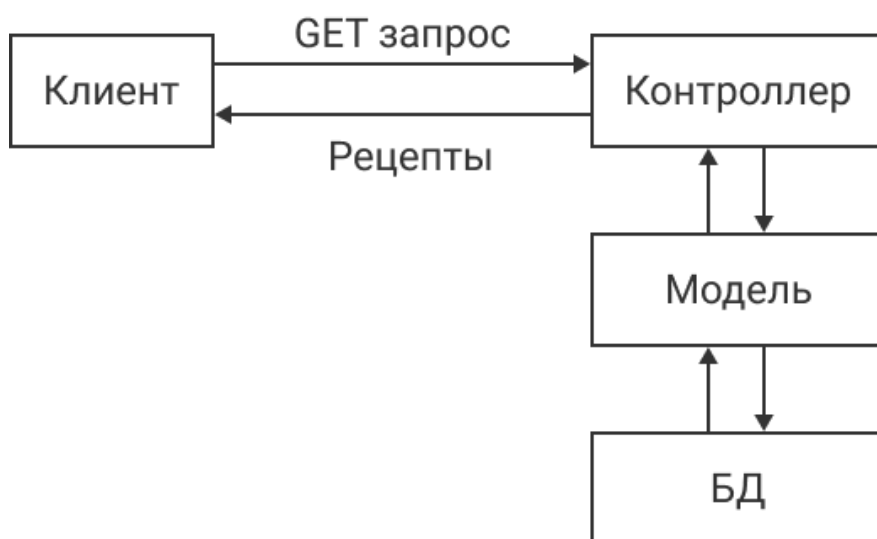 GET запрос
Клиент
Контроллер
Рецепты
Модель
БД